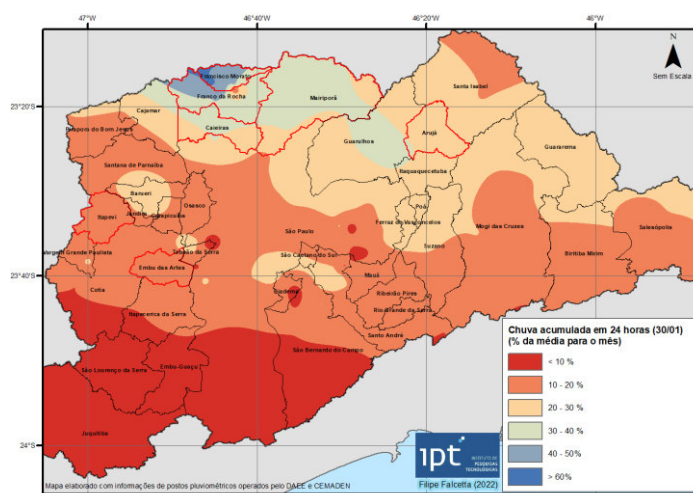 47°0'
46°40'
46°20'
46°0'
N
Sem Escala
Francisco Morato
Santa Isabel
Franco da Rocha
Mairiporã
23°20'
Cajamar
Caieiras
Arujá
Pirapora do Bom Jesus
Guarulhos
Guararema
Itaquaquecetuba
Santana de Parnaíba
Barueri
Poá
Jandira
Carapicuíba
Osasco
Itapevi
Ferraz de Vasconcelos
Mogi das Cruzes
Salesópolis
São Paulo
Suzano
Biritiba Mirim
Vargem Grande Paulista
Taboão da Serra
São Caetano do Sul
Embu das Artes
Mauá
23°40'
Cotia
Diadema
Ribeirão Pires
Rio Grande da Serra
Itapecerica da Serra
Santo André
São Bernardo do Campo
São Lourenço da Serra
Embu-Guaçu
Juquitiba
24°S
Chuva acumulada em 24 horas (30/01)
(% da média para o mês)
< 10 %
10 - 20 %
20 - 30 %
30 - 40 %
40 - 50%
> 60%
ipt
INSTITUTO DE
PESQUISAS
TECNOLÓGICAS
Mapa elaborado com informações de postos pluviométricos operados pelo DAEE e CEMADEN
Filipe Falcetta (2022)